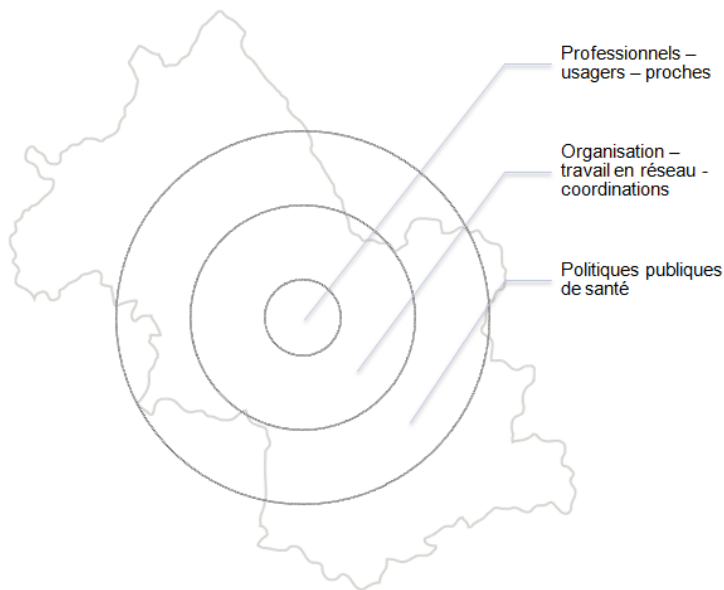 Professionnels –
usagers – proches
Organisation –
travail en réseau -
coordinations
Politiques publiques
de santé